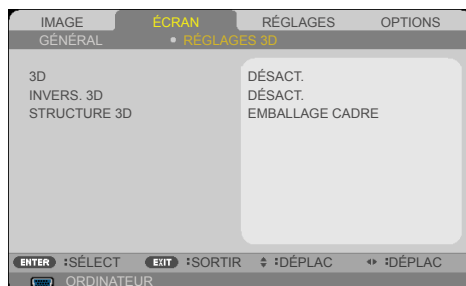 IMAGE ÉCRAN RÉGLAGES OPTIONS
GÉNÉRAL • RÉGLAGES 3D
3D DÉSACT.
INVERS. 3D DÉSACT.
STRUCTURE 3D EMBALLAGE CADRE
ENTER :SÉLECT EXIT :SORTIR :DÉPLAC :DÉPLAC
ORDINATEUR